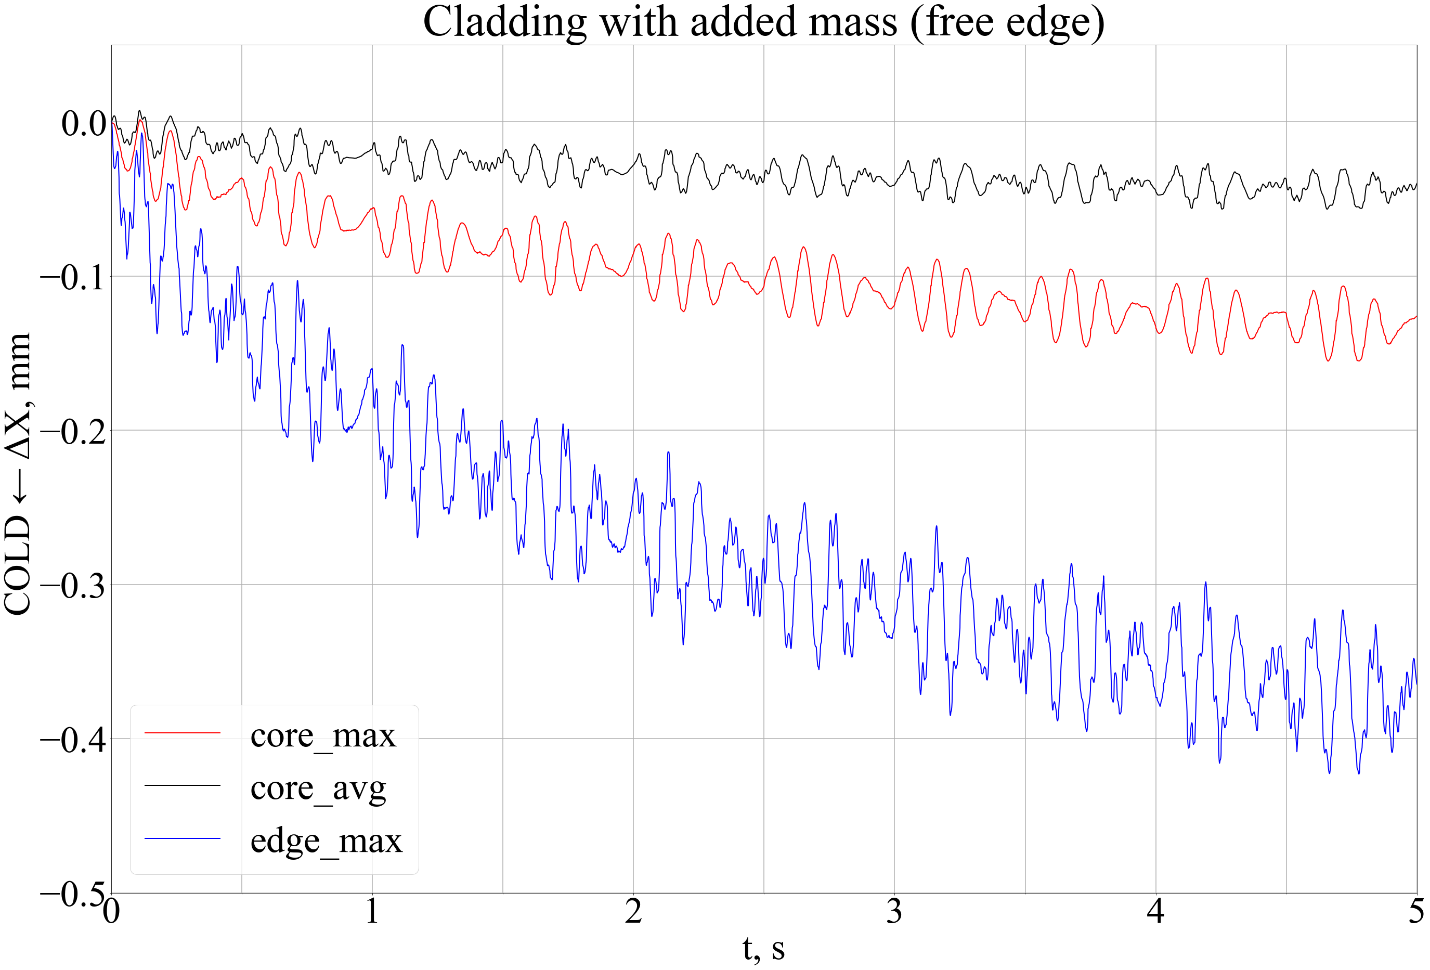 Cladding with added mass (free edge)
COLD ← ΔX, mm
0.0
−0.1
−0.2
−0.3
−0.4
−0.5
core_max
core_avg
edge_max
0 1 2 3 4 5
t, s